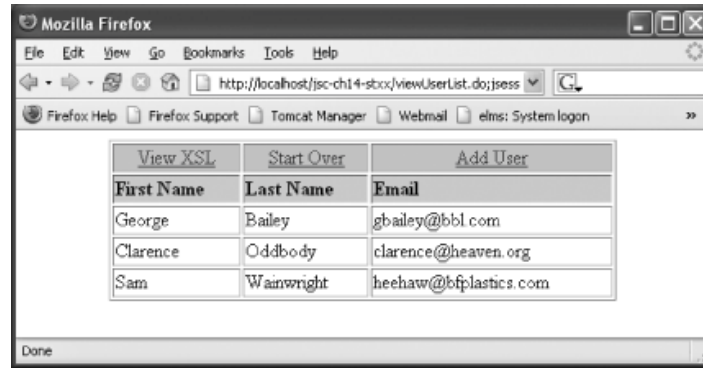 Mozilla Firefox
File Edit View Go Bookmarks Tools Help
http://localhost/jsc-ch14-stxx/viewUserList.do;jsess G
Firefox Help Firefox Support Tomcat Manager Webmail elms: System logon »
View XSL Start Over Add User
First Name Last Name Email
George Bailey gbailey@bbl.com
Clarence Oddbody clarence@heaven.org
Sam Wainwright heehaw@bfplastics.com
Done